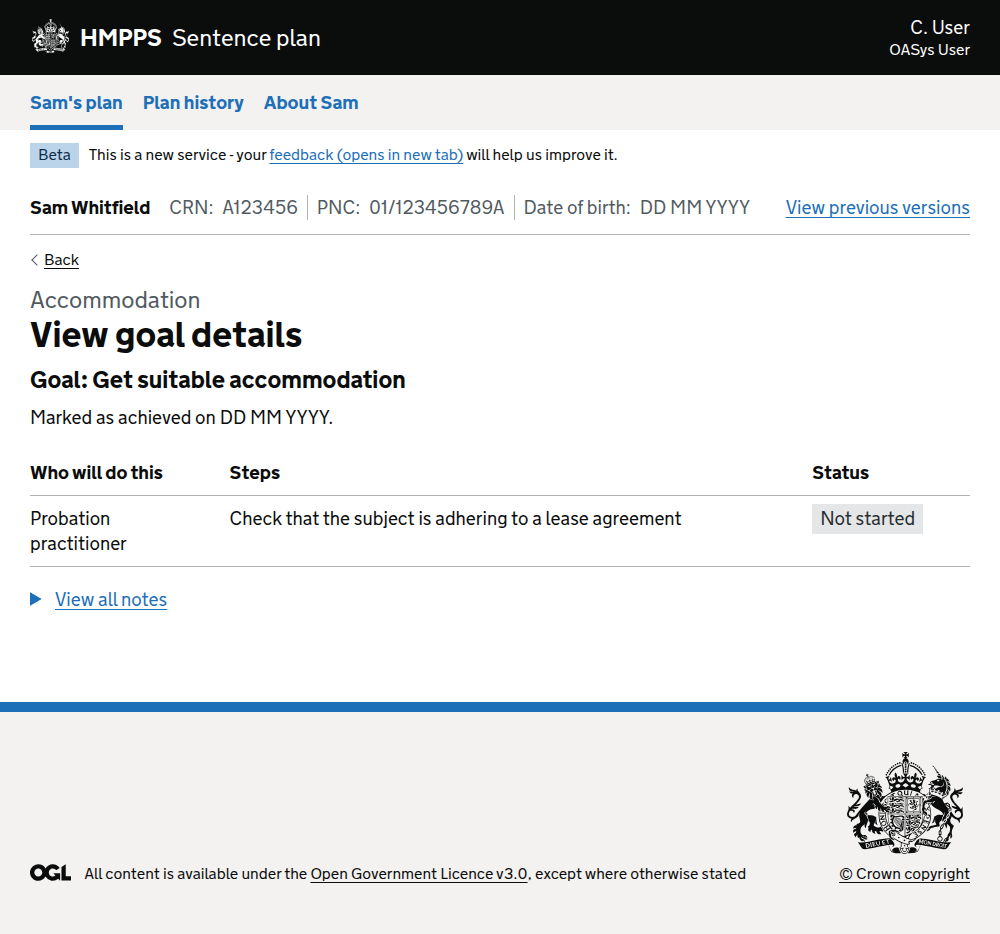 HMPPS Sentence plan
C. User
OASys User
Sam's plan Plan history About Sam
Beta This is a new service - your feedback (opens in new tab) will help us improve it.
Sam Whitfield CRN: A123456 PNC: 01/123456789A Date of birth: DD MM YYYY View previous versions
Back
Accommodation
View goal details
Goal: Get suitable accommodation
Marked as achieved on DD MM YYYY.
Who will do this Steps Status
Probation practitioner Check that the subject is adhering to a lease agreement Not started
View all notes
DIEU ET MON DROIT
OGL All content is available under the Open Government Licence v3.0, except where otherwise stated
© Crown copyright